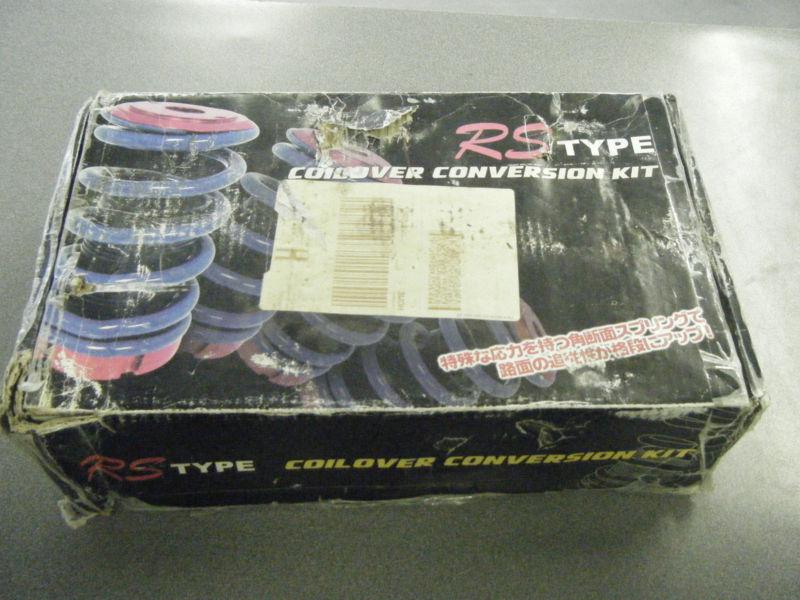 RS TYPE
COILOVER CONVERSION KIT
特殊な応力を持つ角断面スプリングで
路面の追従性が格段にアップ!
RS TYPE COILOVER CONVERSION KIT